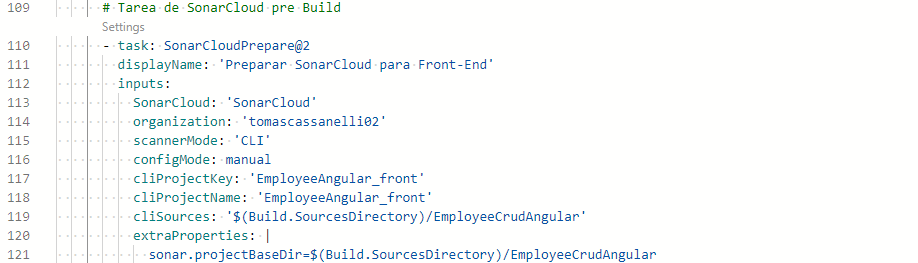 109 # Tarea de SonarCloud pre Build
Settings
110 - task: SonarCloudPrepare@2
111 displayName: 'Preparar SonarCloud para Front-End'
112 inputs:
113 SonarCloud: 'SonarCloud'
114 organization: 'tomascassanelli02'
115 scannerMode: 'CLI'
116 configMode: manual
117 cliProjectKey: 'EmployeeAngular_front'
118 cliProjectName: 'EmployeeAngular_front'
119 cliSources: '$(Build.SourcesDirectory)/EmployeeCrudAngular'
120 extraProperties: |
121 sonar.projectBaseDir=$(Build.SourcesDirectory)/EmployeeCrudAngular